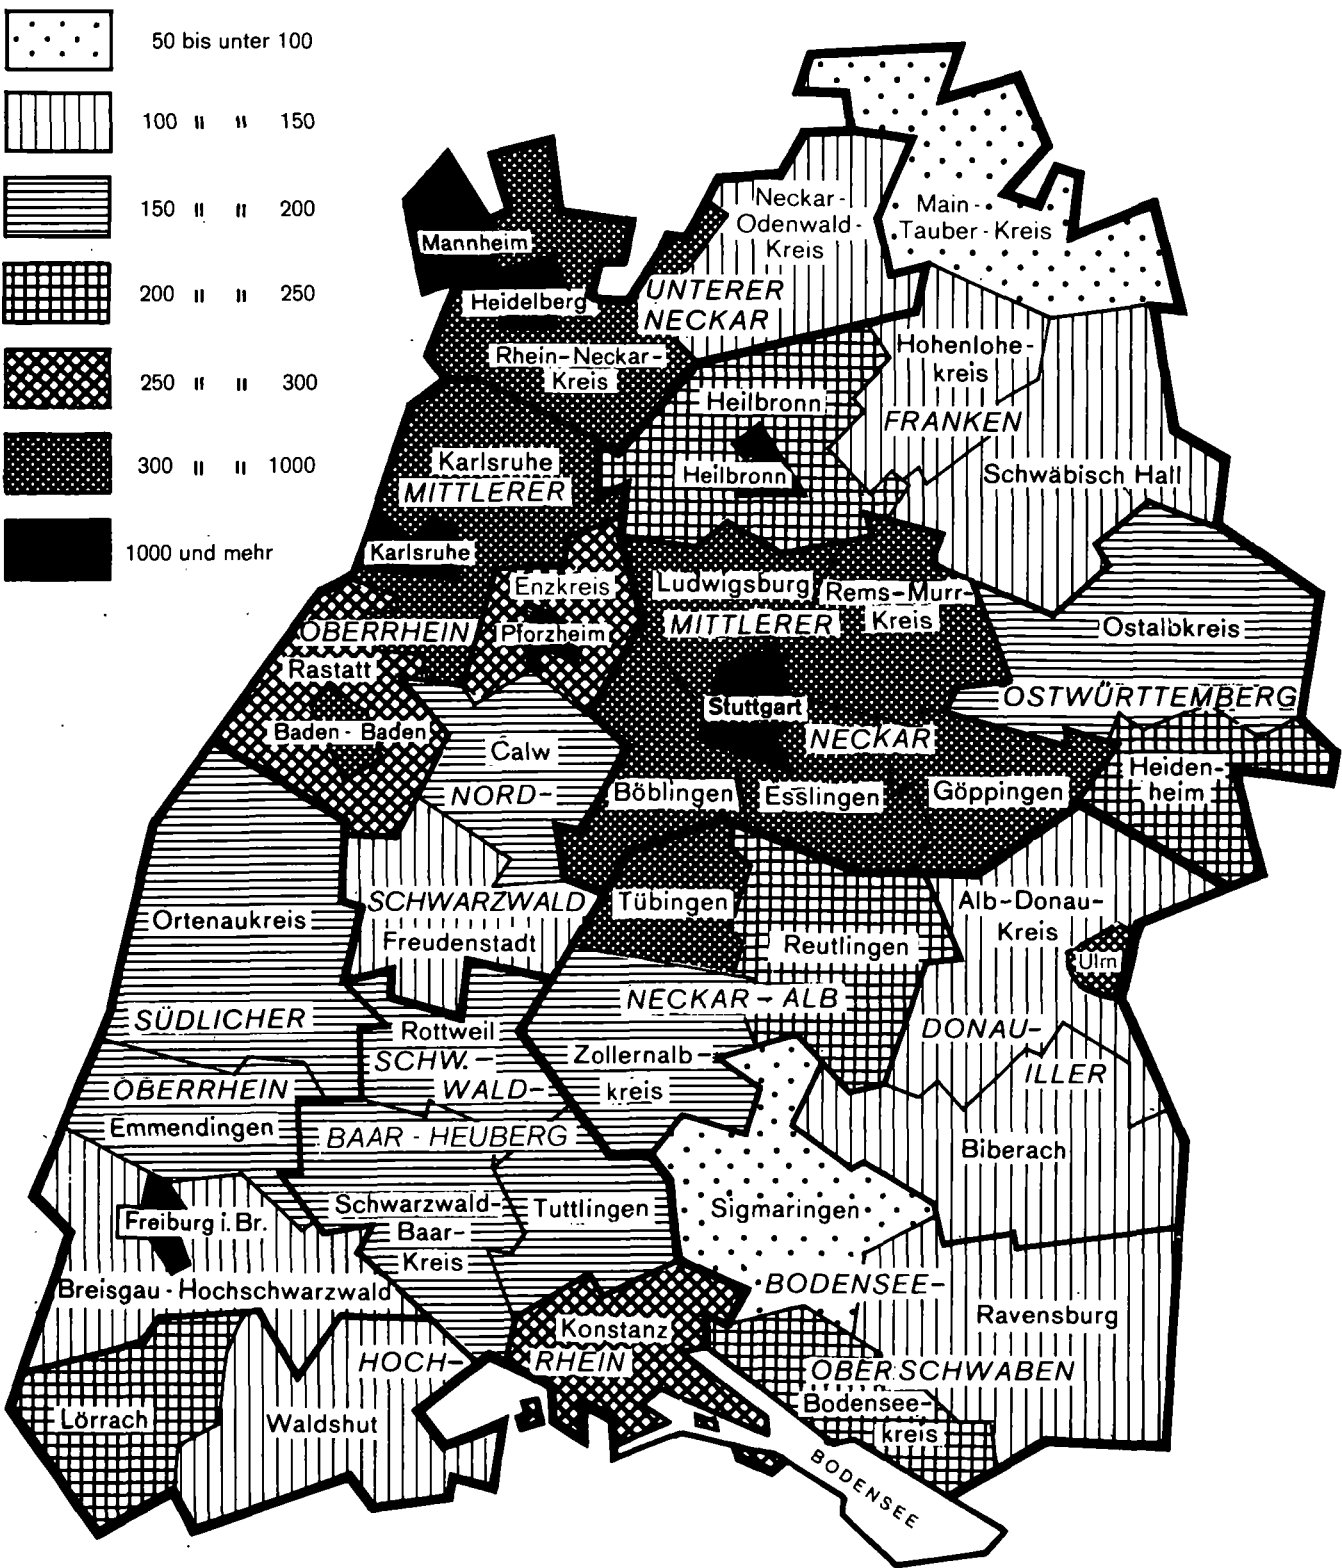 50 bis unter 100
100 " " 150
150 " " 200
200 " " 250
250 " " 300
300 " " 1000
1000 und mehr
Main-
Tauber-Kreis
Neckar-
Odenwald-
Kreis
Mannheim
UNTERER
NECKAR
Heidelberg
Rhein-Neckar-
Kreis
Hohenlohe-
kreis
Heilbronn
FRANKEN
Heilbronn
Schwäbisch Hall
Karlsruhe
MITTLERER
Karlsruhe
Enzkreis
Ludwigsburg
Rems-Murr-
Kreis
OBERRHEIN
Pforzheim
MITTLERER
Ostalbkreis
Rastatt
OSTWÜRTTEMBERG
Stuttgart
Baden-Baden
NECKAR
Calw
Heiden-
heim
NORD-
Böblingen
Esslingen
Göppingen
SCHWARZWALD
Tübingen
Alb-Donau-
Kreis
Ortenaukreis
Freudenstadt
Reutlingen
Ulm
NECKAR-ALB
SÜDLICHER
Rottweil
DONAU-
SCHW.-
WALD-
Zollernalb-
kreis
ILLER
OBERRHEIN
Emmendingen
BAAR-HEUBERG
Biberach
Schwarzwald-
Baar-
Kreis
Tuttlingen
Sigmaringen
Freiburg i. Br.
Breisgau-Hochschwarzwald
BODENSEE-
Konstanz
Ravensburg
HOCH-
RHEIN
OBERSCHWABEN
Bodensee-
kreis
Lörrach
Waldshut
BODENSEE